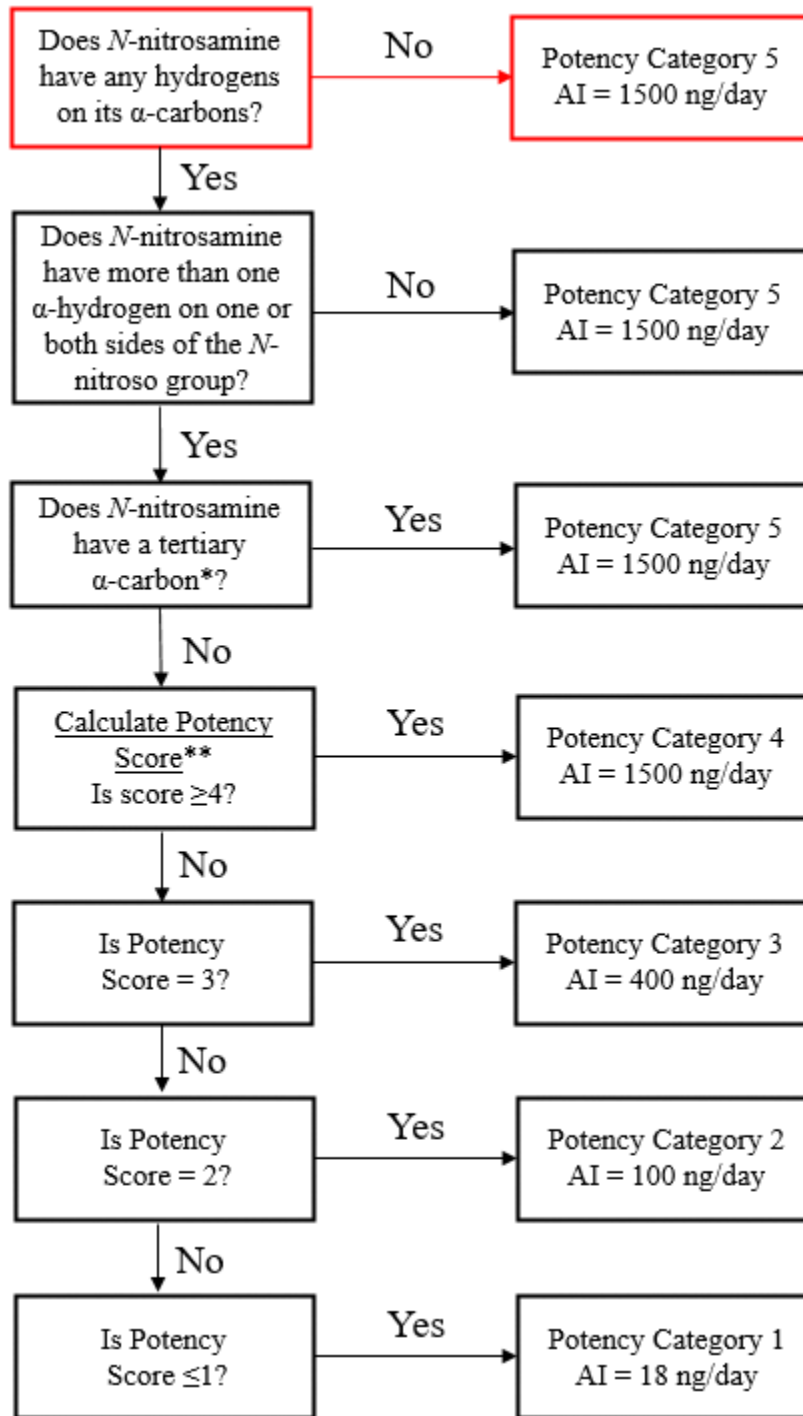 Does N-nitrosamine
have any hydrogens
on its α-carbons?
No
Potency Category 5
AI = 1500 ng/day
Yes
Does N-nitrosamine
have more than one
α-hydrogen on one or
both sides of the N-
nitroso group?
No
Potency Category 5
AI = 1500 ng/day
Yes
Does N-nitrosamine
have a tertiary
α-carbon*?
Yes
Potency Category 5
AI = 1500 ng/day
No
Calculate Potency
Score**
Is score ≥4?
Yes
Potency Category 4
AI = 1500 ng/day
No
Is Potency
Score = 3?
Yes
Potency Category 3
AI = 400 ng/day
No
Is Potency
Score = 2?
Yes
Potency Category 2
AI = 100 ng/day
No
Is Potency
Score ≤1?
Yes
Potency Category 1
AI = 18 ng/day